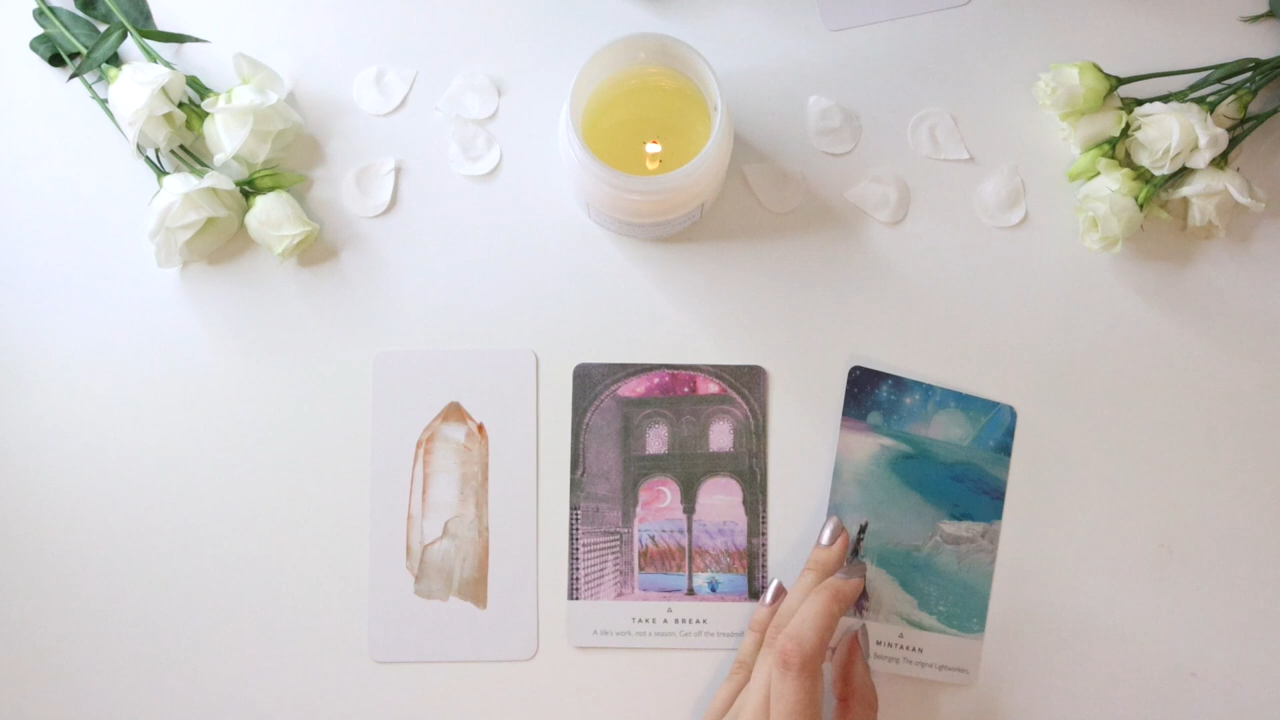 TAKE A BREAK
A life's work, not a season. Get off the treadmill
MINTAKAN
Belonging. The original Lightworkers.